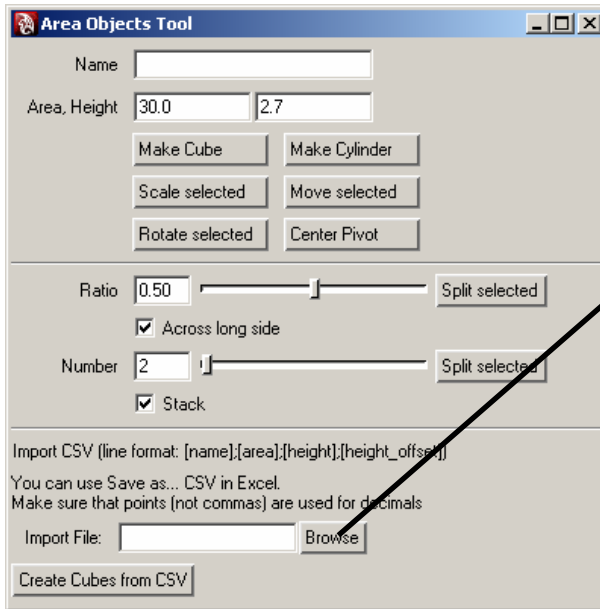 Area Objects Tool
Name
Area, Height 30.0 2.7
Make Cube Make Cylinder
Scale selected Move selected
Rotate selected Center Pivot
Ratio 0.50 Split selected
Across long side
Number 2 Split selected
Stack
Import CSV (line format: [name];[area];[height];[height_offset])
You can use Save as... CSV in Excel.
Make sure that points (not commas) are used for decimals
Import File: Browse
Create Cubes from CSV